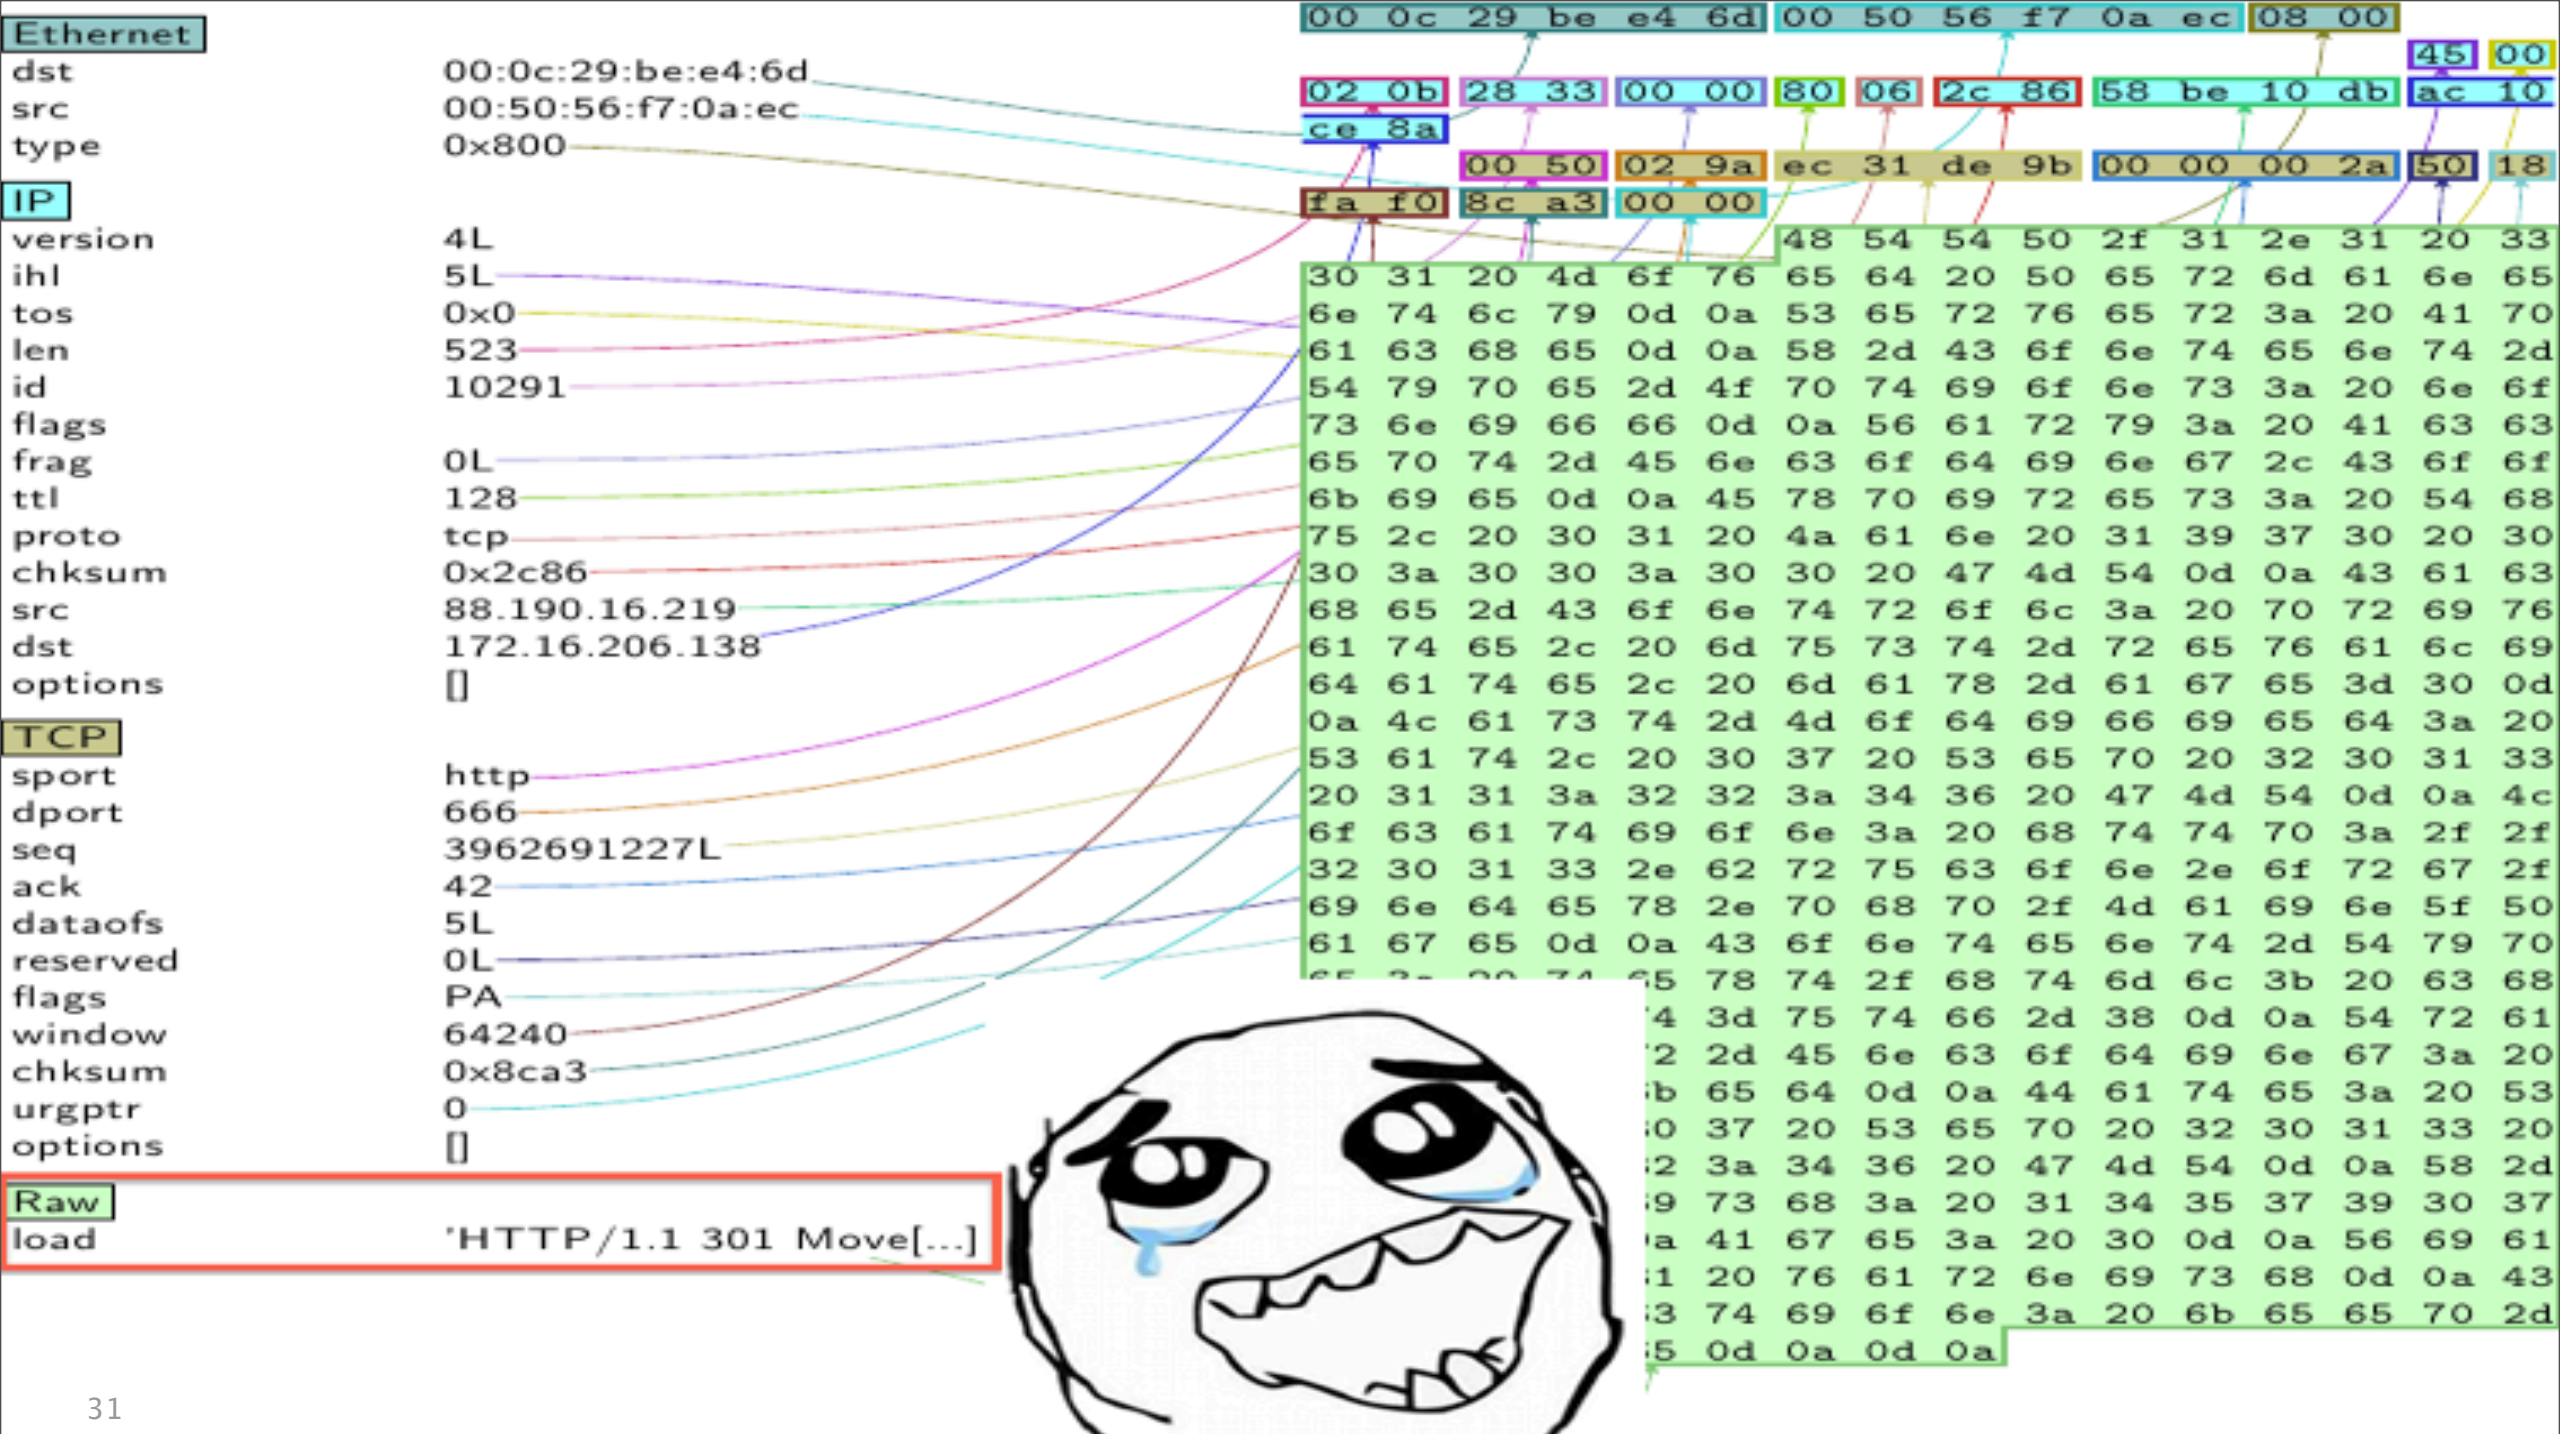 Ethernet
dst 00:0c:29:be:e4:6d
src 00:50:56:f7:0a:ec
type 0x800
IP
version 4L
ihl 5L
tos 0x0
len 523
id 10291
flags
frag 0L
ttl 128
proto tcp
chksum 0x2c86
src 88.190.16.219
dst 172.16.206.138
options []
TCP
sport http
dport 666
seq 3962691227L
ack 42
dataofs 5L
reserved 0L
flags PA
window 64240
chksum 0x8ca3
urgptr 0
options []
Raw
load 'HTTP/1.1 301 Move[...]
00 0c 29 be e4 6d 00 50 56 f7 0a ec 08 00
45 00
02 0b 28 33 00 00 80 06 2c 86 58 be 10 db ac 10
ce 8a
00 50 02 9a ec 31 de 9b 00 00 00 2a 50 18
fa f0 8c a3 00 00
48 54 54 50 2f 31 2e 31 20 33
30 31 20 4d 6f 76 65 64 20 50 65 72 6d 61 6e 65
6e 74 6c 79 0d 0a 53 65 72 76 65 72 3a 20 41 70
61 63 68 65 0d 0a 58 2d 43 6f 6e 74 65 6e 74 2d
54 79 70 65 2d 4f 70 74 69 6f 6e 73 3a 20 6e 6f
73 6e 69 66 66 0d 0a 56 61 72 79 3a 20 41 63 63
65 70 74 2d 45 6e 63 6f 64 69 6e 67 2c 43 6f 6f
6b 69 65 0d 0a 45 78 70 69 72 65 73 3a 20 54 68
75 2c 20 30 31 20 4a 61 6e 20 31 39 37 30 20 30
30 3a 30 30 3a 30 30 20 47 4d 54 0d 0a 43 61 63
68 65 2d 43 6f 6e 74 72 6f 6c 3a 20 70 72 69 76
61 74 65 2c 20 6d 75 73 74 2d 72 65 76 61 6c 69
64 61 74 65 2c 20 6d 61 78 2d 61 67 65 3d 30 0d
0a 4c 61 73 74 2d 4d 6f 64 69 66 69 65 64 3a 20
53 61 74 2c 20 30 37 20 53 65 70 20 32 30 31 33
20 31 31 3a 32 32 3a 34 36 20 47 4d 54 0d 0a 4c
6f 63 61 74 69 6f 6e 3a 20 68 74 74 70 3a 2f 2f
32 30 31 33 2e 62 72 75 63 6f 6e 2e 6f 72 67 2f
69 6e 64 65 78 2e 70 68 70 2f 4d 61 69 6e 5f 50
61 67 65 0d 0a 43 6f 6e 74 65 6e 74 2d 54 79 70
78 74 2f 68 74 6d 6c 3b 20 63 68
3d 75 74 66 2d 38 0d 0a 54 72 61
2d 45 6e 63 6f 64 69 6e 67 3a 20
65 64 0d 0a 44 61 74 65 3a 20 53
37 20 53 65 70 20 32 30 31 33 20
3a 34 36 20 47 4d 54 0d 0a 58 2d
73 68 3a 20 31 34 35 37 39 30 37
41 67 65 3a 20 30 0d 0a 56 69 61
20 76 61 72 6e 69 73 68 0d 0a 43
74 69 6f 6e 3a 20 6b 65 65 70 2d
0d 0a 0d 0a
31